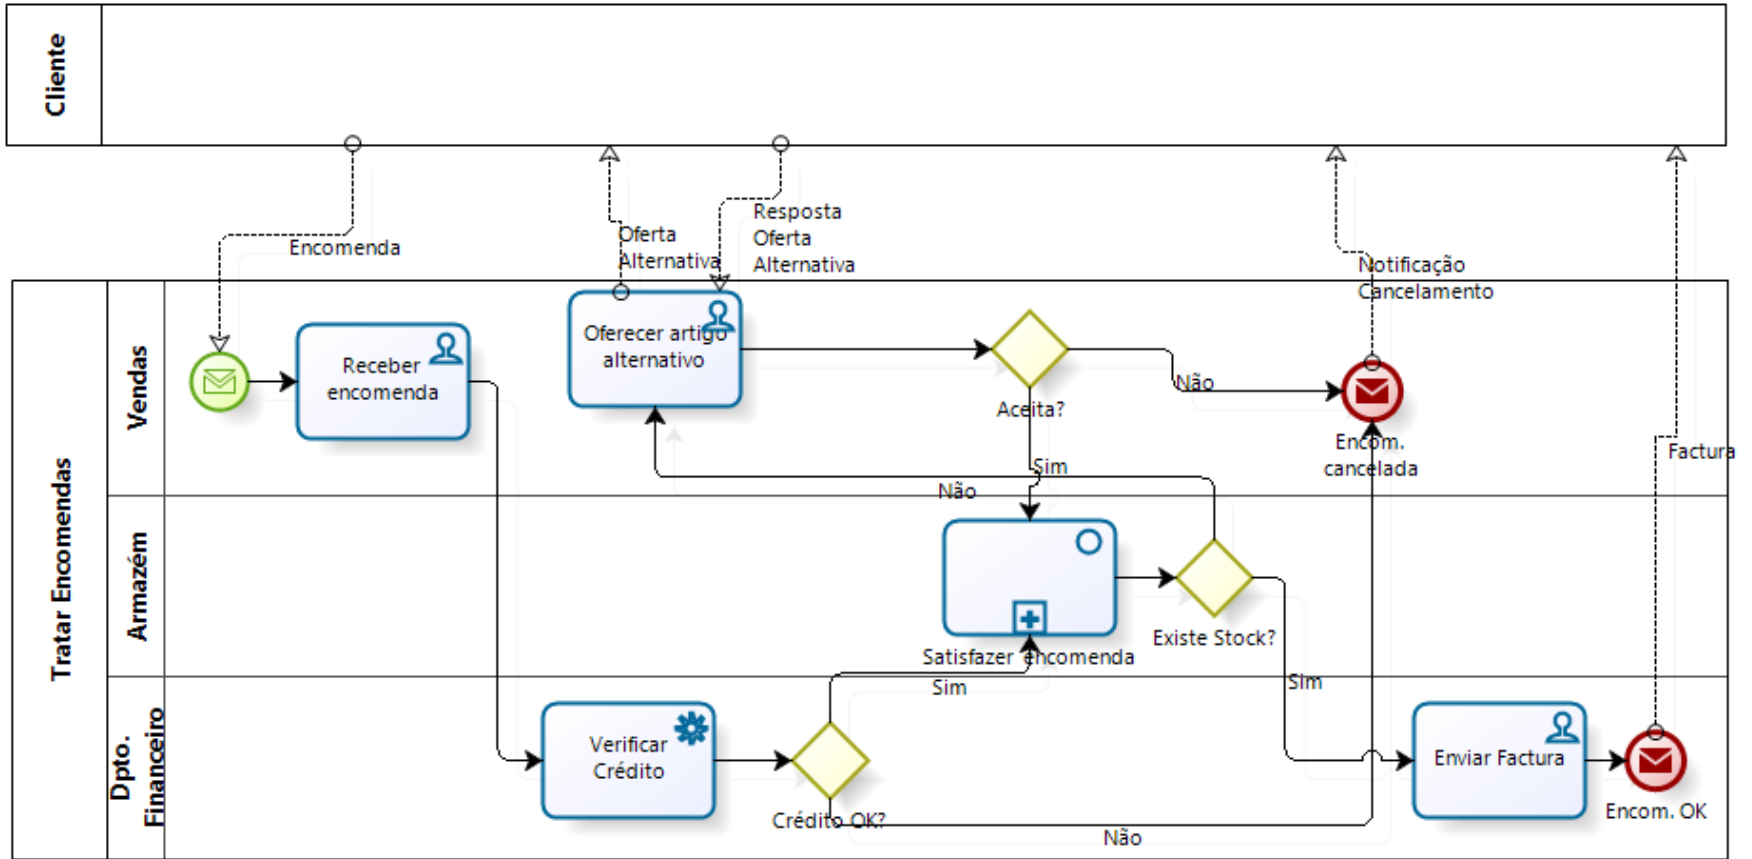 Cliente
Encomenda
Oferta
Alternativa
Resposta
Oferta
Alternativa
Notificação
Cancelamento
Factura
Tratar Encomendas
Vendas
Receber
encomenda
Oferecer artigo
alternativo
Aceita?
Não
Sim
Encom.
cancelada
Não
Armazém
Satisfazer encomenda
Existe Stock?
Sim
Sim
Dpto.
Financeiro
Verificar
Crédito
Crédito OK?
Não
Enviar Factura
Encom. OK